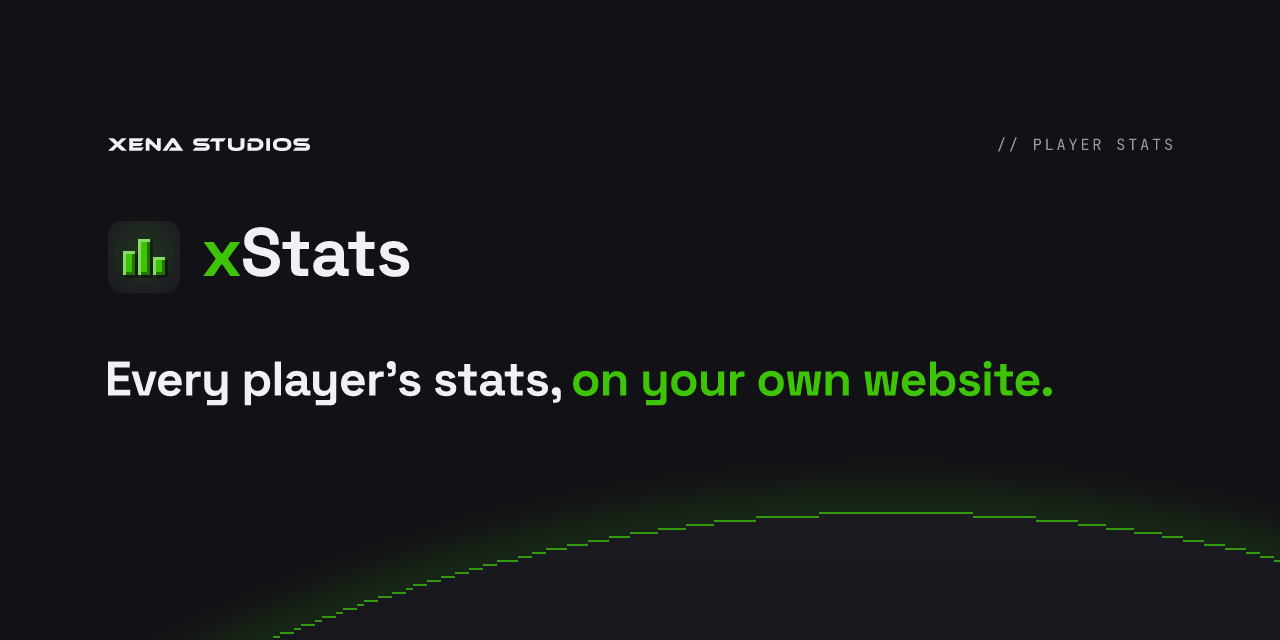 XENA STUDIOS
// PLAYER STATS
xStats
Every player’s stats, on your own website.